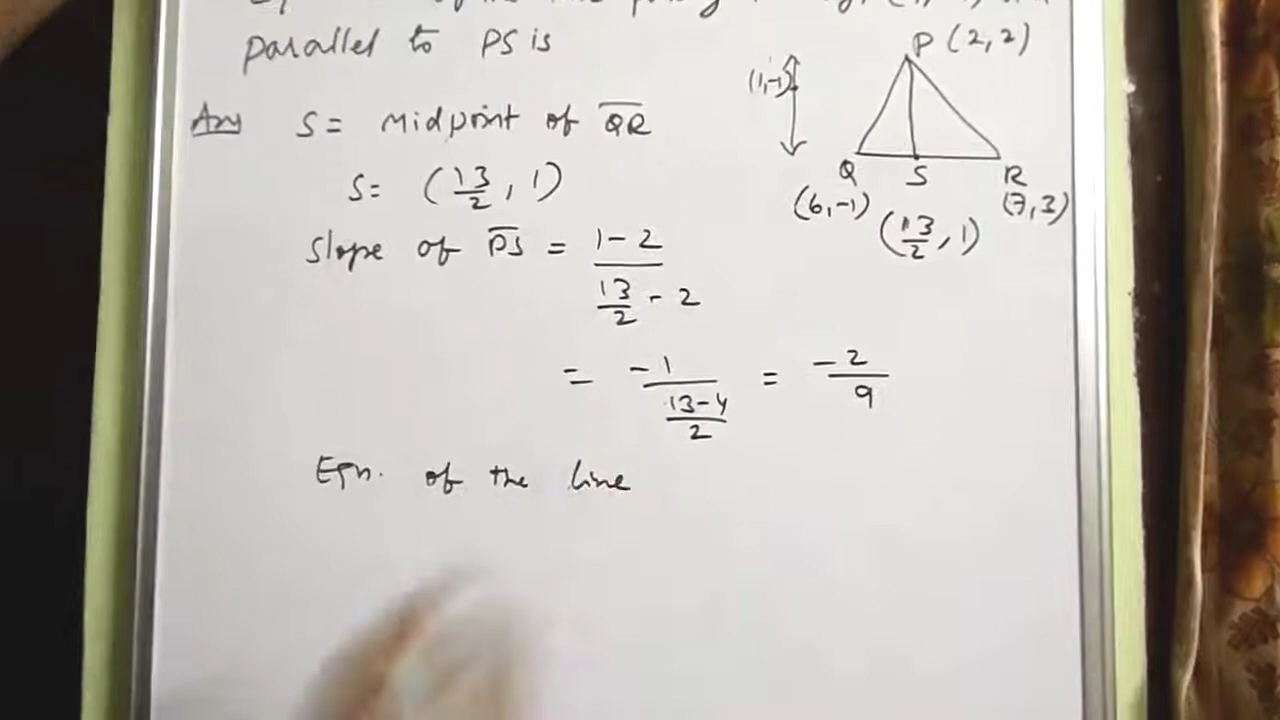 parallel to PS is
P (2,2)
(1,-1)
Ans S = midpoint of QR
Q S R
S = (13/2, 1)
(6,-1) (7,3)
(13/2, 1)
Slope of PS = 1-2
13/2 - 2
= -1 / (13-4)/2 = -2/9
Eqn. of the line